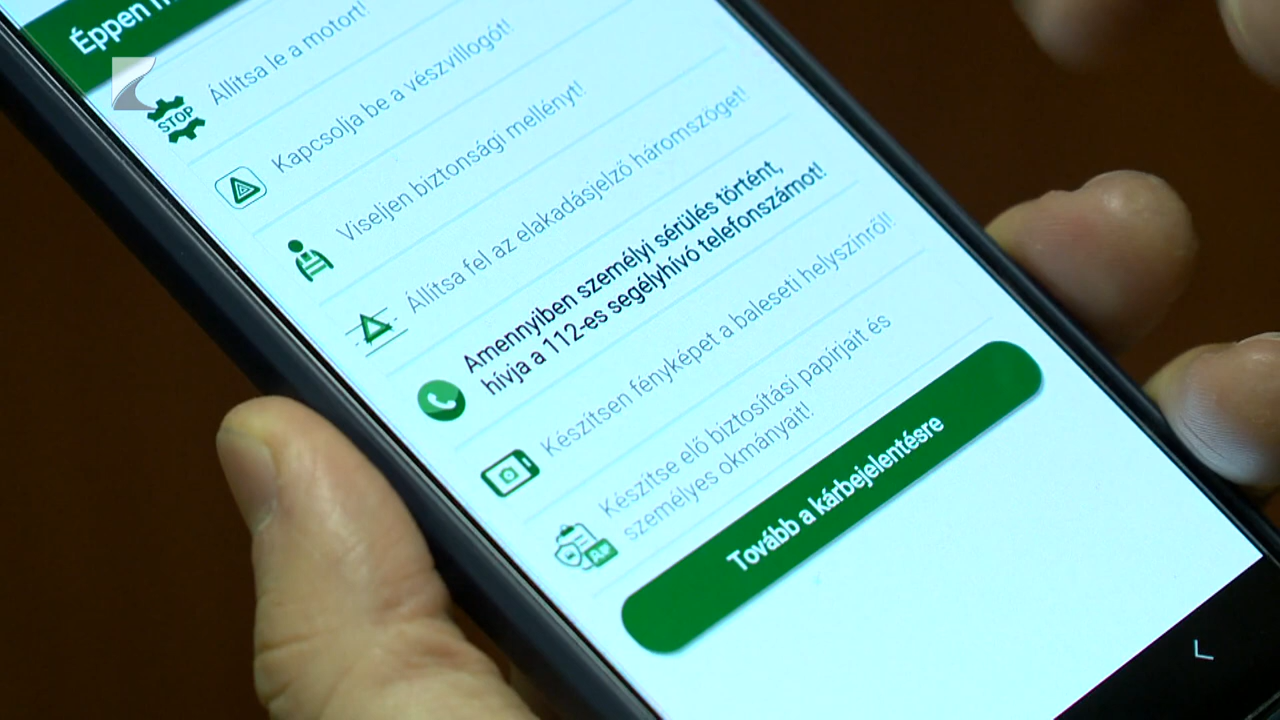 Éppen
Állítsa le a motort!
STOP
Kapcsolja be a vészvillogót!
Viseljen biztonsági mellényt!
Állítsa fel az elakadásjelző háromszöget!
Amennyiben személyi sérülés történt,
hívja a 112-es segélyhívó telefonszámot!
Készítsen fényképet a baleseti helyszínről!
Készítse elő biztosítási papírjait és
személyes okmányait!
Tovább a kárbejelentésre